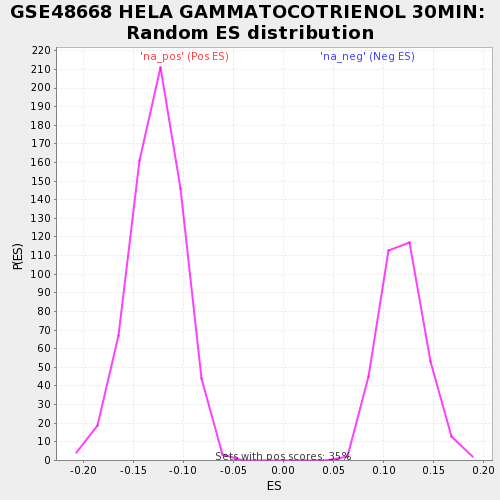 GSE48668 HELA GAMMATOCOTRIENOL 30MIN:
Random ES distribution
'na_pos' (Pos ES)
'na_neg' (Neg ES)
220
210
200
190
180
170
160
150
140
130
120
110
100
90
80
70
60
50
40
30
20
10
0
P(ES)
Sets with pos scores: 35%
-0.20 -0.15 -0.10 -0.05 0.00 0.05 0.10 0.15 0.20
ES